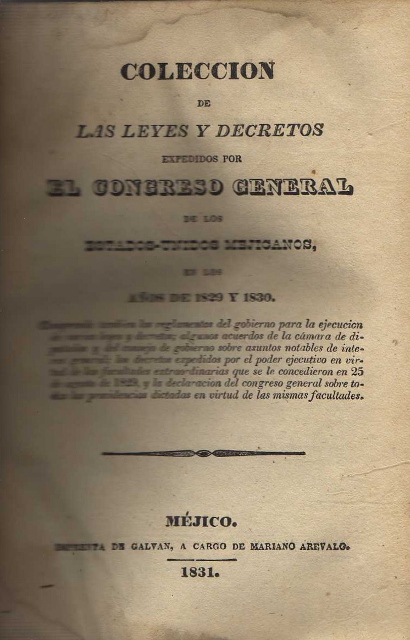 COLECCION
DE
LAS LEYES Y DECRETOS
EXPEDIDOS POR
EL CONGRESO GENERAL
DE LOS
ESTADOS-UNIDOS MEJICANOS,
EN LOS
AÑOS DE 1829 Y 1830.
Comprende tambien los reglamentos del gobierno para la ejecucion
de varias leyes y decretos; algunos acuerdos de la cámara de di-
putados y del consejo de gobierno sobre asuntos notables de inte-
res general; los decretos expedidos por el poder ejecutivo en vir-
tud de las facultades extraordinarias que se le concedieron en 25
de agosto de 1829, y la declaracion del congreso general sobre to-
das las providencias dictadas en virtud de las mismas facultades.
MÉJICO.
IMPRENTA DE GALVAN, A CARGO DE MARIANO AREVALO.
1831.